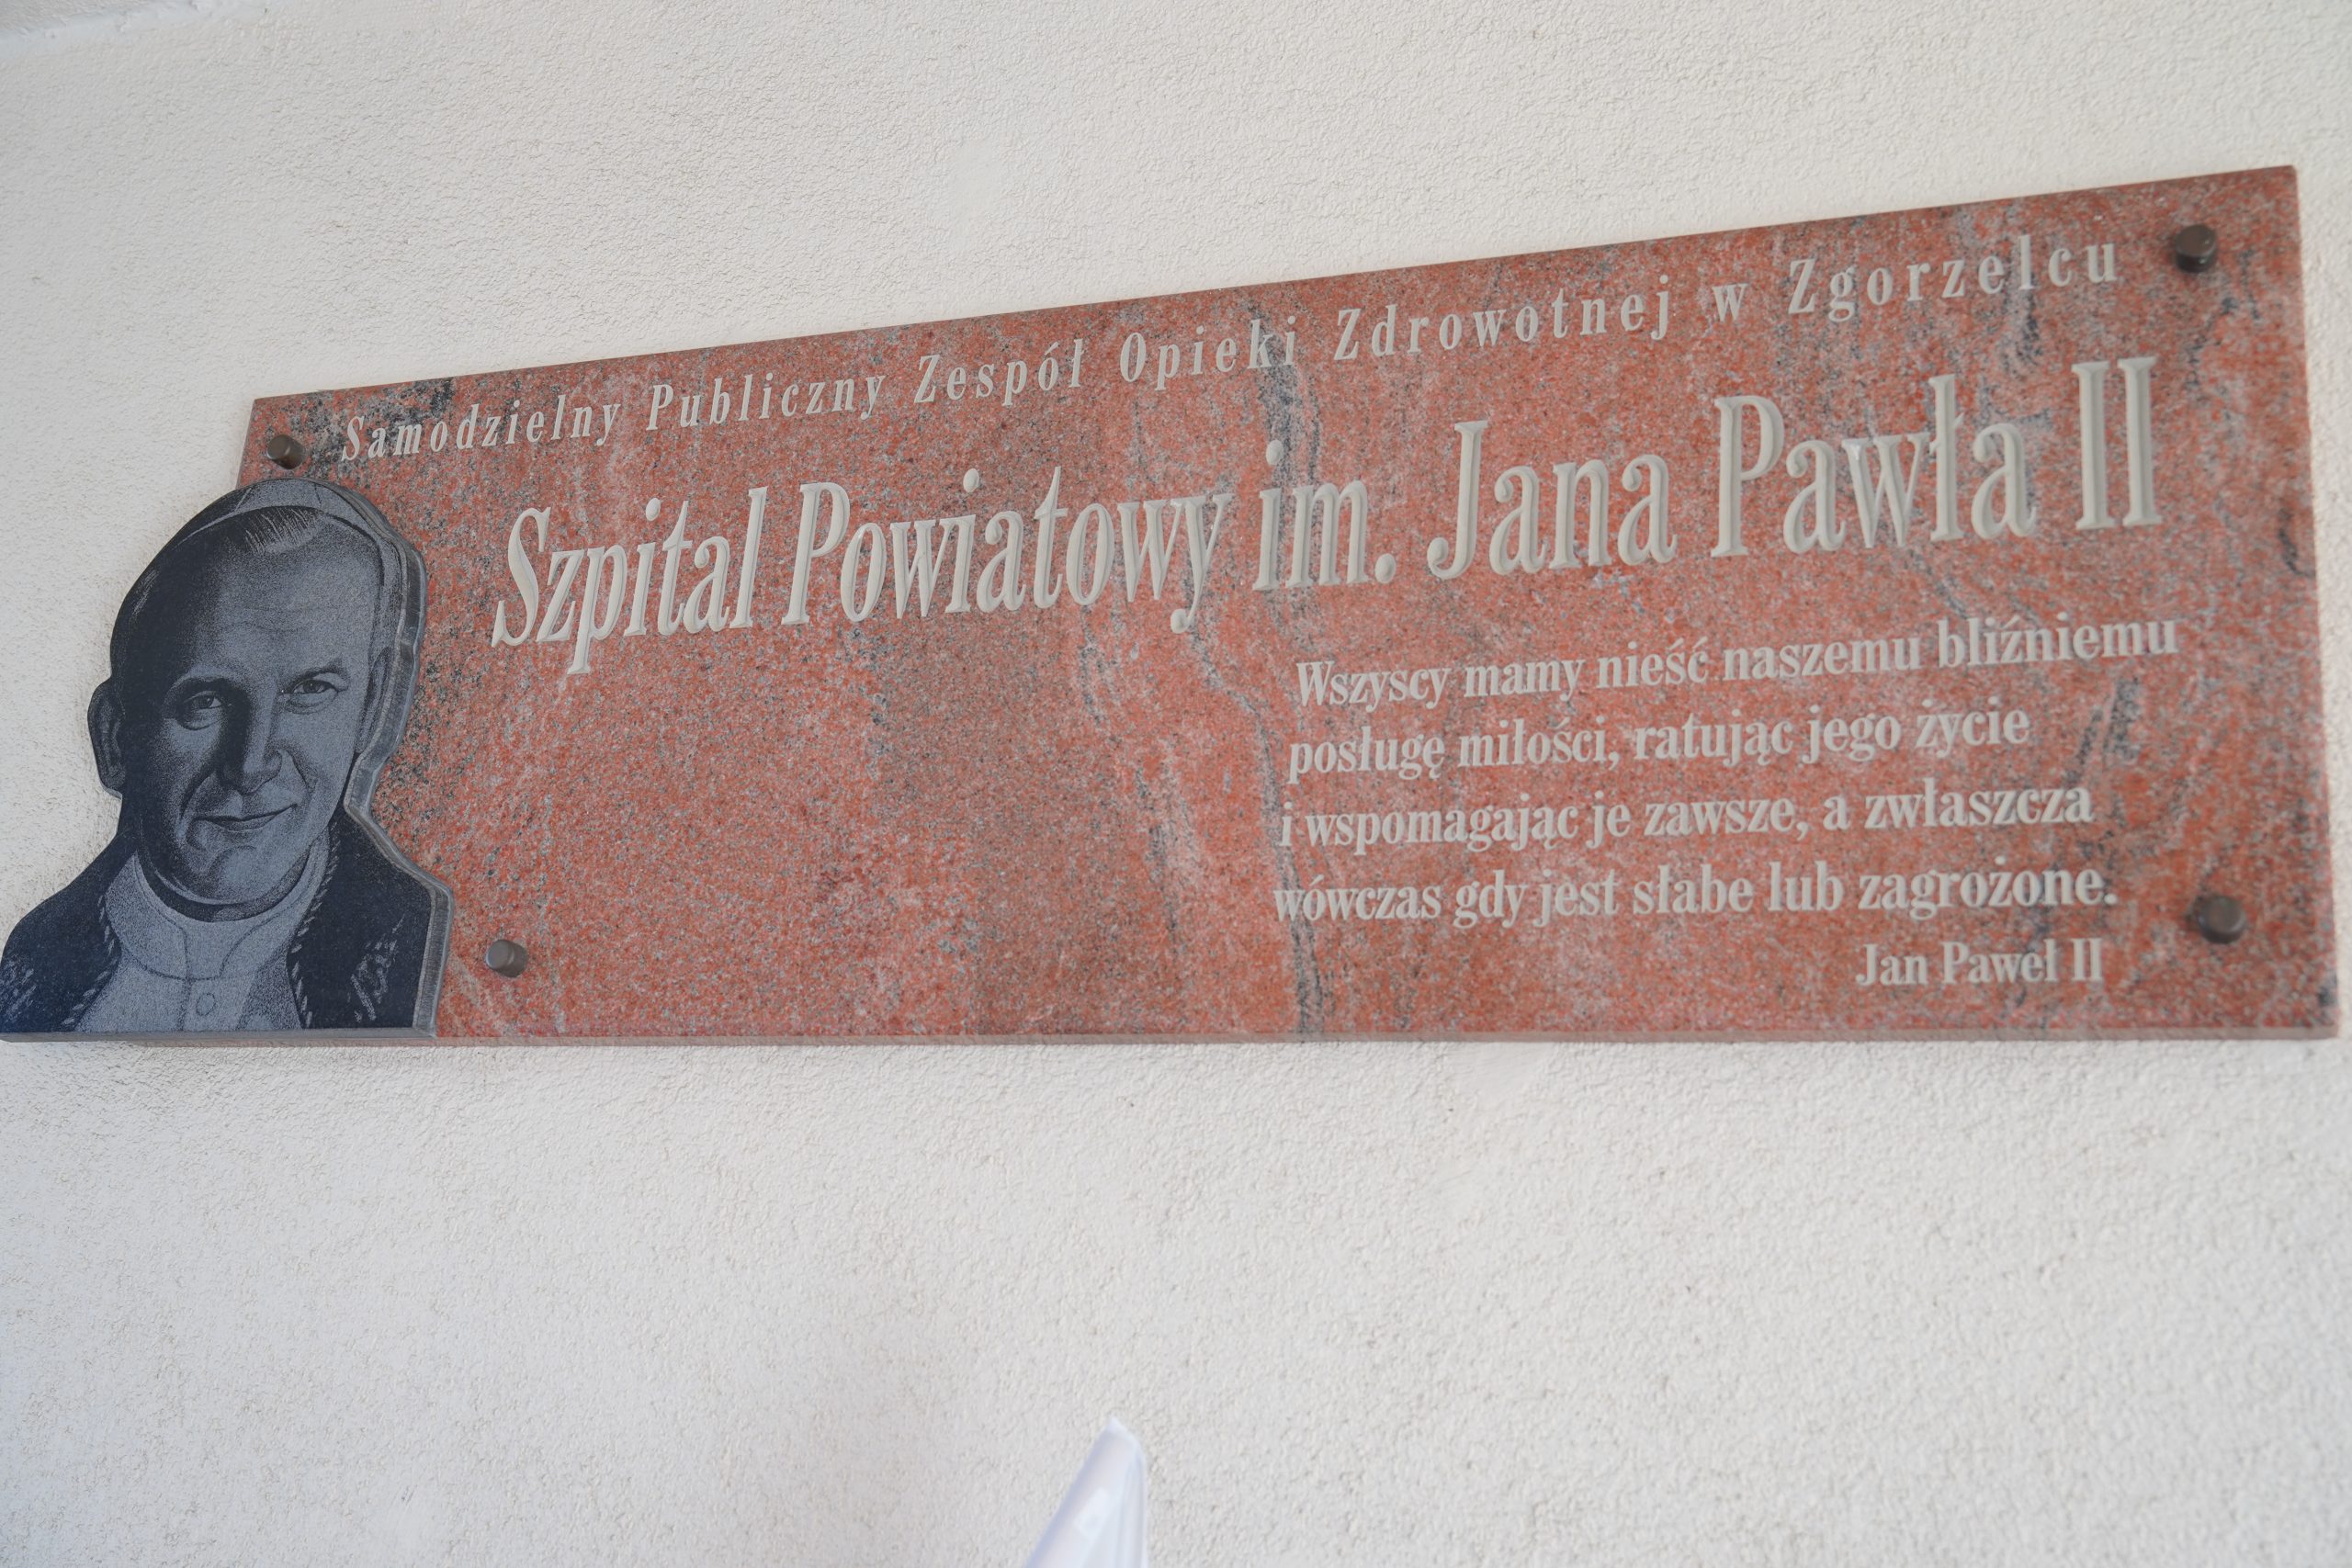 Samodzielny Publiczny Zespół Opieki Zdrowotnej w Zgorzelcu
Szpital Powiatowy im. Jana Pawła II
Wszyscy mamy nieść naszemu bliźniemu
posługę miłości, ratując jego życie
i wspomagając je zawsze, a zwłaszcza
wówczas gdy jest słabe lub zagrożone.
Jan Paweł II